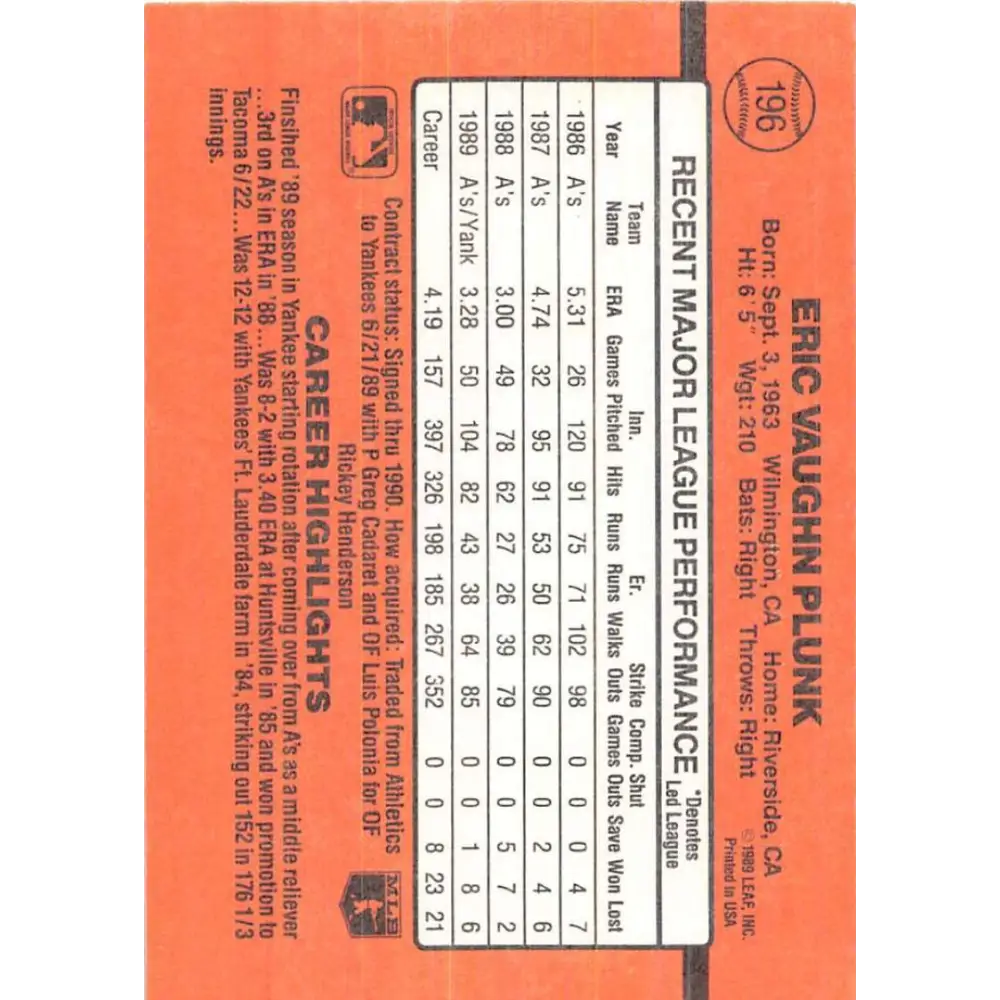 196
ERIC VAUGHN PLUNK
Born: Sept. 3, 1963 Wilmington, CA Home: Riverside, CA
Ht: 6'5" Wgt: 210 Bats: Right Throws: Right
© 1989 LEAF, INC.
Printed in USA
RECENT MAJOR LEAGUE PERFORMANCE
*Denotes
Led League
Team Inn. Er. Strike Comp. Shut
Year Name ERA Games Pitched Hits Runs Runs Walks Outs Games Outs Save Won Lost
1986 A's 5.31 26 120 91 75 71 102 98 0 0 0 4 7
1987 A's 4.74 32 95 91 53 50 62 90 0 0 2 4 6
1988 A's 3.00 49 78 62 27 26 39 79 0 0 5 7 2
1989 A's/Yank 3.28 50 104 82 43 38 64 85 0 0 1 8 6
Career 4.19 157 397 326 198 185 267 352 0 0 8 23 21
Contract status: Signed thru 1990. How acquired: Traded from Athletics
to Yankees 6/21/89 with P Greg Cadaret and OF Luis Polonia for OF
Rickey Henderson
MLB
CAREER HIGHLIGHTS
Finsihed '89 season in Yankee starting rotation after coming over from A's as a middle reliever
...3rd on A's in ERA in '88... Was 8-2 with 3.40 ERA at Huntsville in '85 and won promotion to
Tacoma 6/22... Was 12-12 with Yankees' Ft. Lauderdale farm in '84, striking out 152 in 176 1/3
innings.